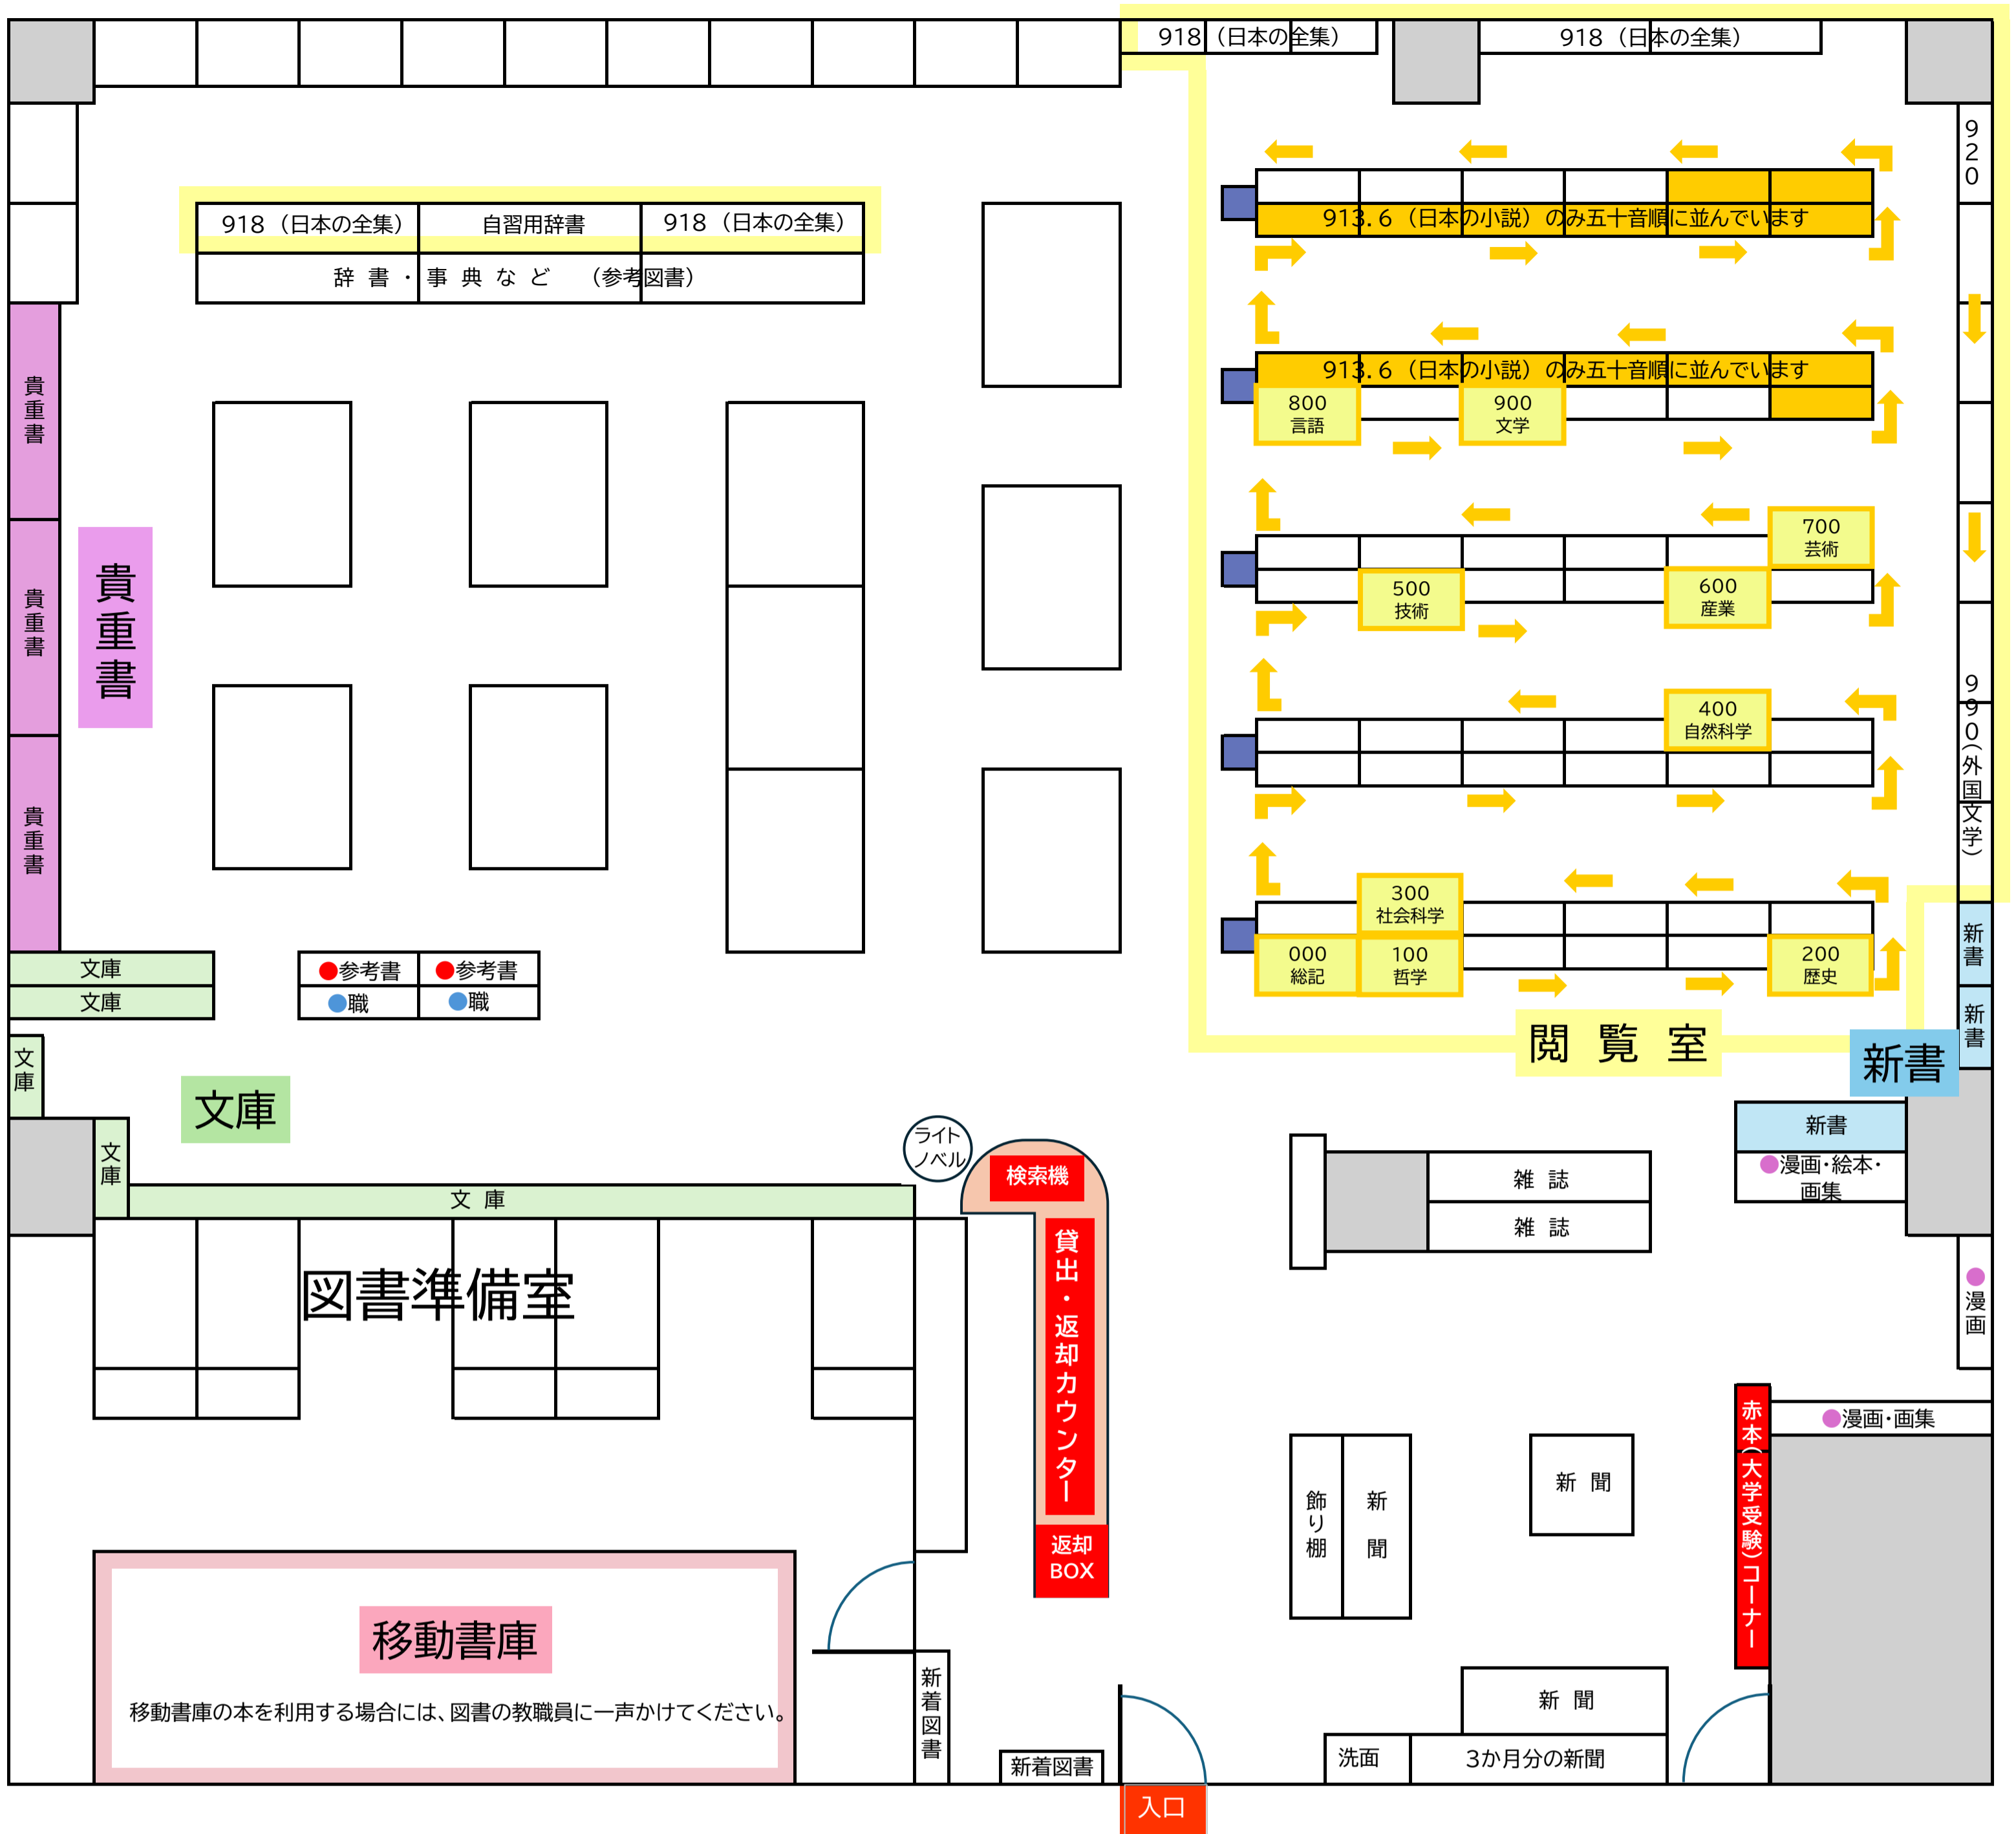 918（日本の全集）
918（日本の全集）
920
918（日本の全集）
自習用辞書
918（日本の全集）
辞書・事典など　（参考図書）
913.6（日本の小説）のみ五十音順に並んでいます
913.6（日本の小説）のみ五十音順に並んでいます
800
言語
900
文学
700
芸術
500
技術
600
産業
400
自然科学
990（外国文学）
300
社会科学
000
総記
100
哲学
200
歴史
閲覧室
新書
新書
新書
新書
●漫画・絵本・
画集
貴重書
貴重書
貴重書
貴重書
文庫
文庫
●参考書
●参考書
●職
●職
文庫
文庫
文庫
文庫
ライト
ノベル
検索機
貸出・返却カウンター
返却
BOX
雑誌
雑誌
●漫画
●漫画・画集
赤本（大学受験）コーナー
図書準備室
飾り棚
新聞
新聞
新聞
洗面
3か月分の新聞
移動書庫
移動書庫の本を利用する場合には、図書の教職員に一声かけてください。
新着図書
新着図書
入口